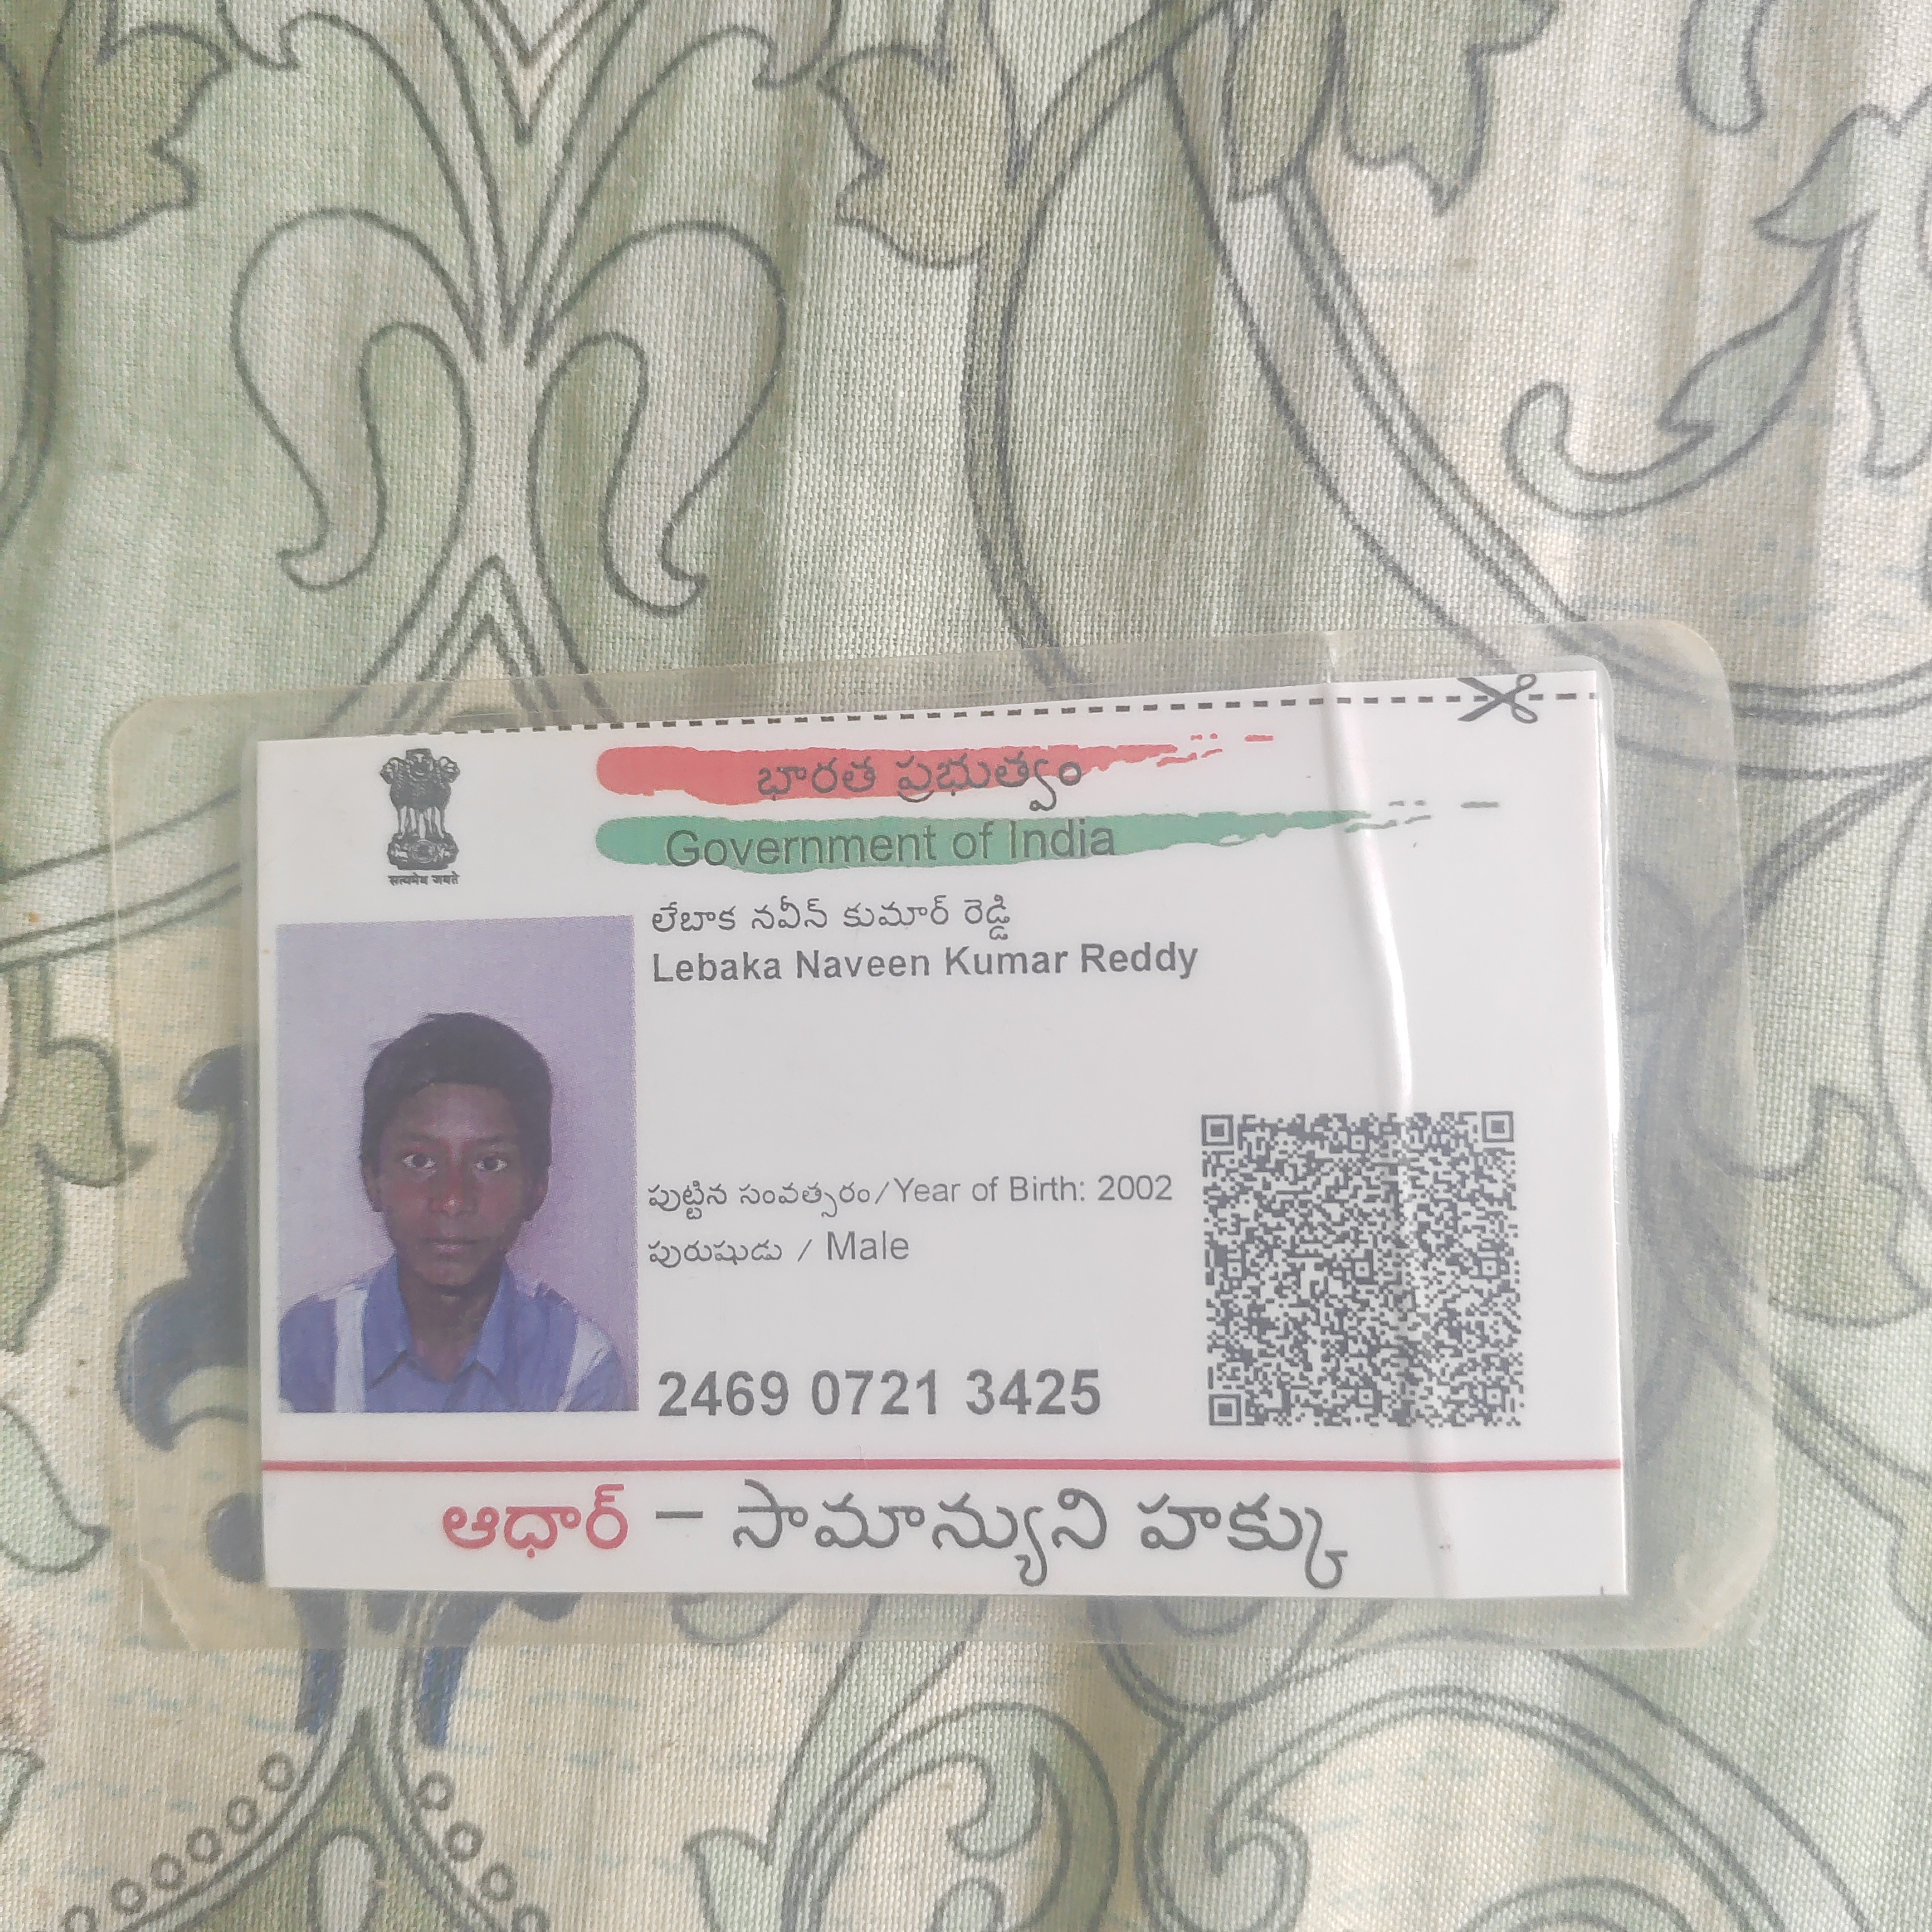 భారత ప్రభుత్వం
Government of India
सत्यमेव जयते
లేబాక నవీన్ కుమార్ రెడ్డి
Lebaka Naveen Kumar Reddy
పుట్టిన సంవత్సరం/Year of Birth: 2002
పురుషుడు / Male
2469 0721 3425
ఆధార్ – సామాన్యుని హక్కు